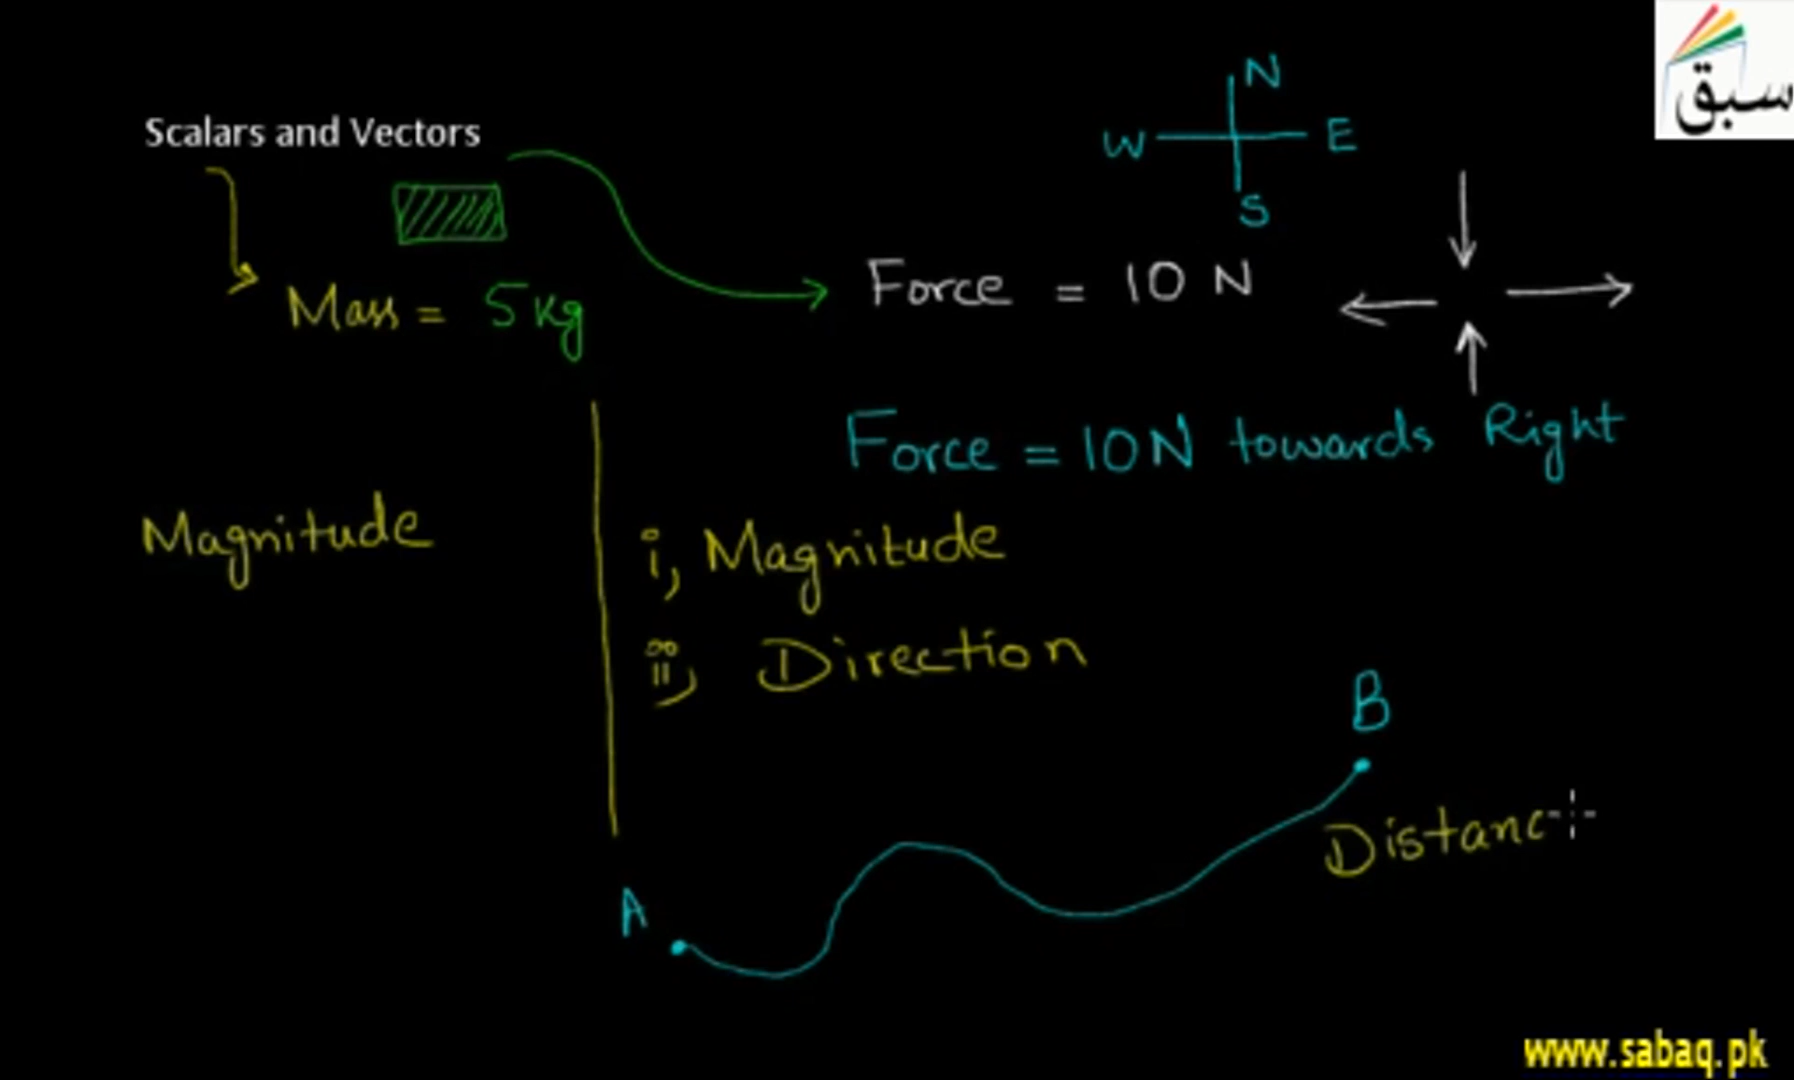 سبق
N
W E
S
Scalars and Vectors
Mass = 5 kg
Force = 10 N
Force = 10N towards Right
Magnitude
i, Magnitude
ii, Direction
B
Distanc
A
www.sabaq.pk